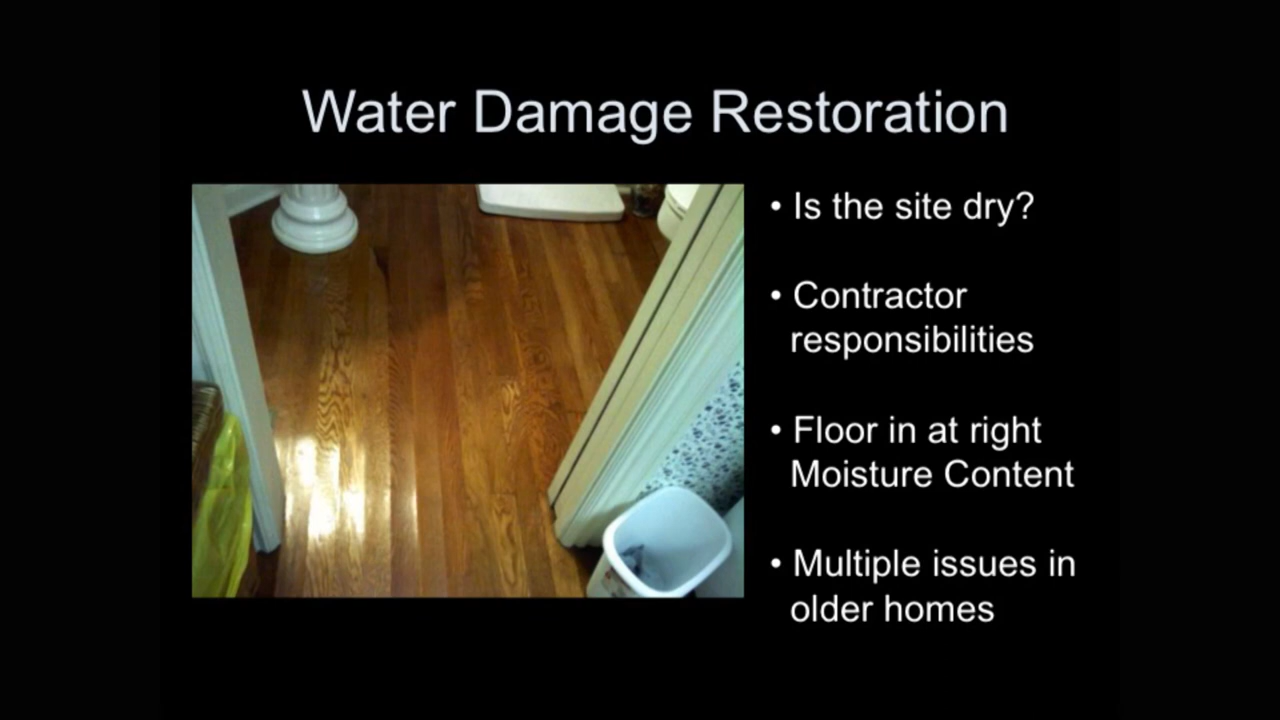 Water Damage Restoration
• Is the site dry?
• Contractor
responsibilities
• Floor in at right
Moisture Content
• Multiple issues in
older homes